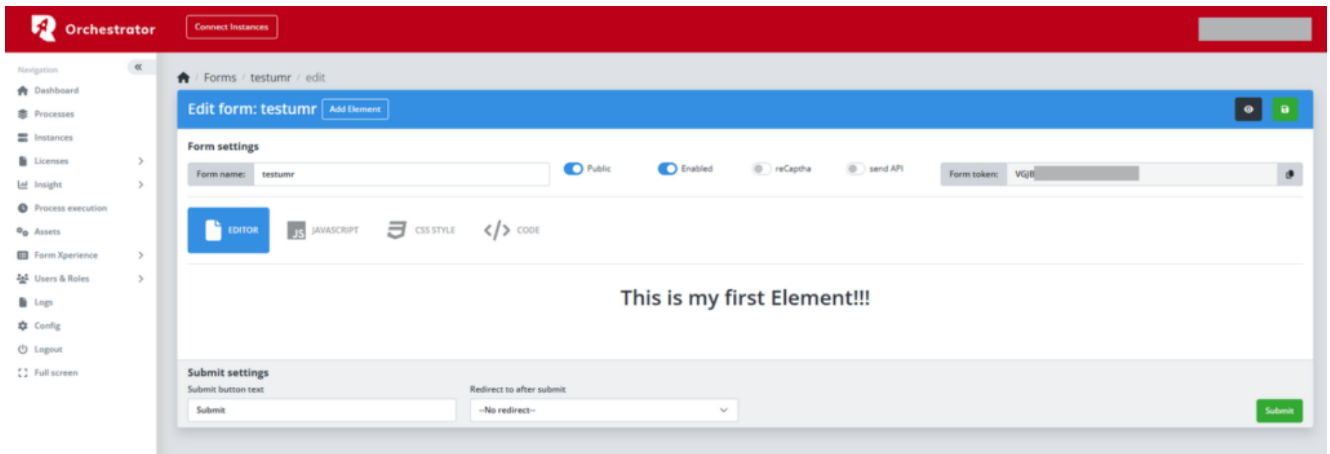 Orchestrator
Connect Instances
Navigation
Dashboard
Processes
Instances
Licenses
Insight
Process execution
Assets
Form Xperience
Users & Roles
Logs
Config
Logout
Full screen
/ Forms / testumr / edit
Edit form: testumr Add Element
Form settings
Form name: testumr Public Enabled reCaptha send API Form token: VGJB
EDITOR JS JAVASCRIPT CSS STYLE </> CODE
This is my first Element!!!
Submit settings
Submit button text Redirect to after submit
Submit --No redirect-- Submit